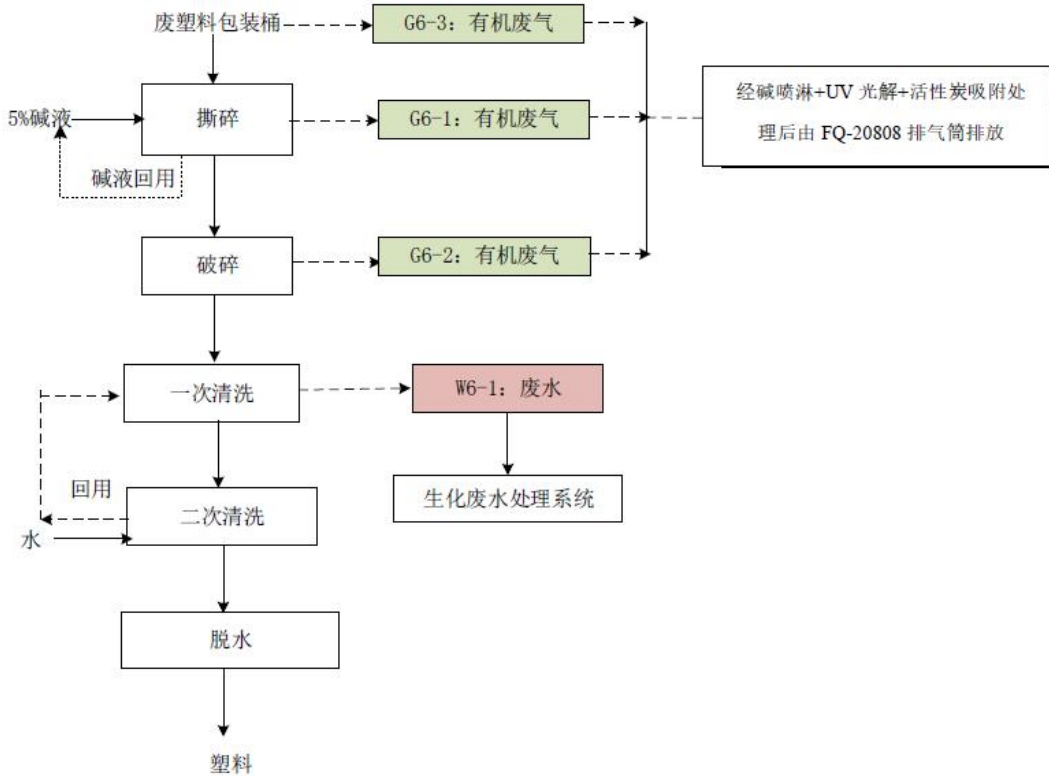 废塑料包装桶
G6-3：有机废气
经碱喷淋+UV 光解+活性炭吸附处
理后由 FQ-20808 排气筒排放
5%碱液
撕碎
G6-1：有机废气
碱液回用
破碎
G6-2：有机废气
一次清洗
W6-1：废水
回用
二次清洗
生化废水处理系统
水
脱水
塑料